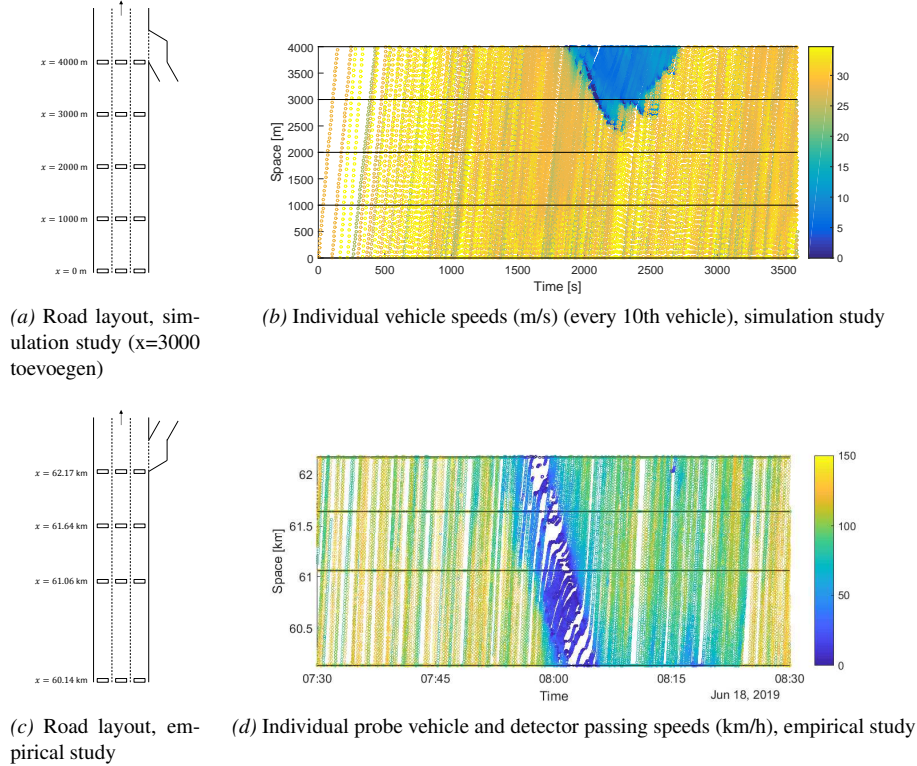 x = 4000 m
x = 3000 m
x = 2000 m
x = 1000 m
x = 0 m
(a) Road layout, sim-
ulation study (x=3000
toevoegen)
4000
3500
3000
2500
2000
1500
1000
500
0
Space [m]
0 500 1000 1500 2000 2500 3000 3500
Time [s]
30
25
20
15
10
5
0
(b) Individual vehicle speeds (m/s) (every 10th vehicle), simulation study
x = 62.17 km
x = 61.64 km
x = 61.06 km
x = 60.14 km
(c) Road layout, em-
pirical study
62
61.5
61
60.5
Space [km]
07:30 07:45 08:00 08:15 08:30
Time
Jun 18, 2019
150
100
50
0
(d) Individual probe vehicle and detector passing speeds (km/h), empirical study